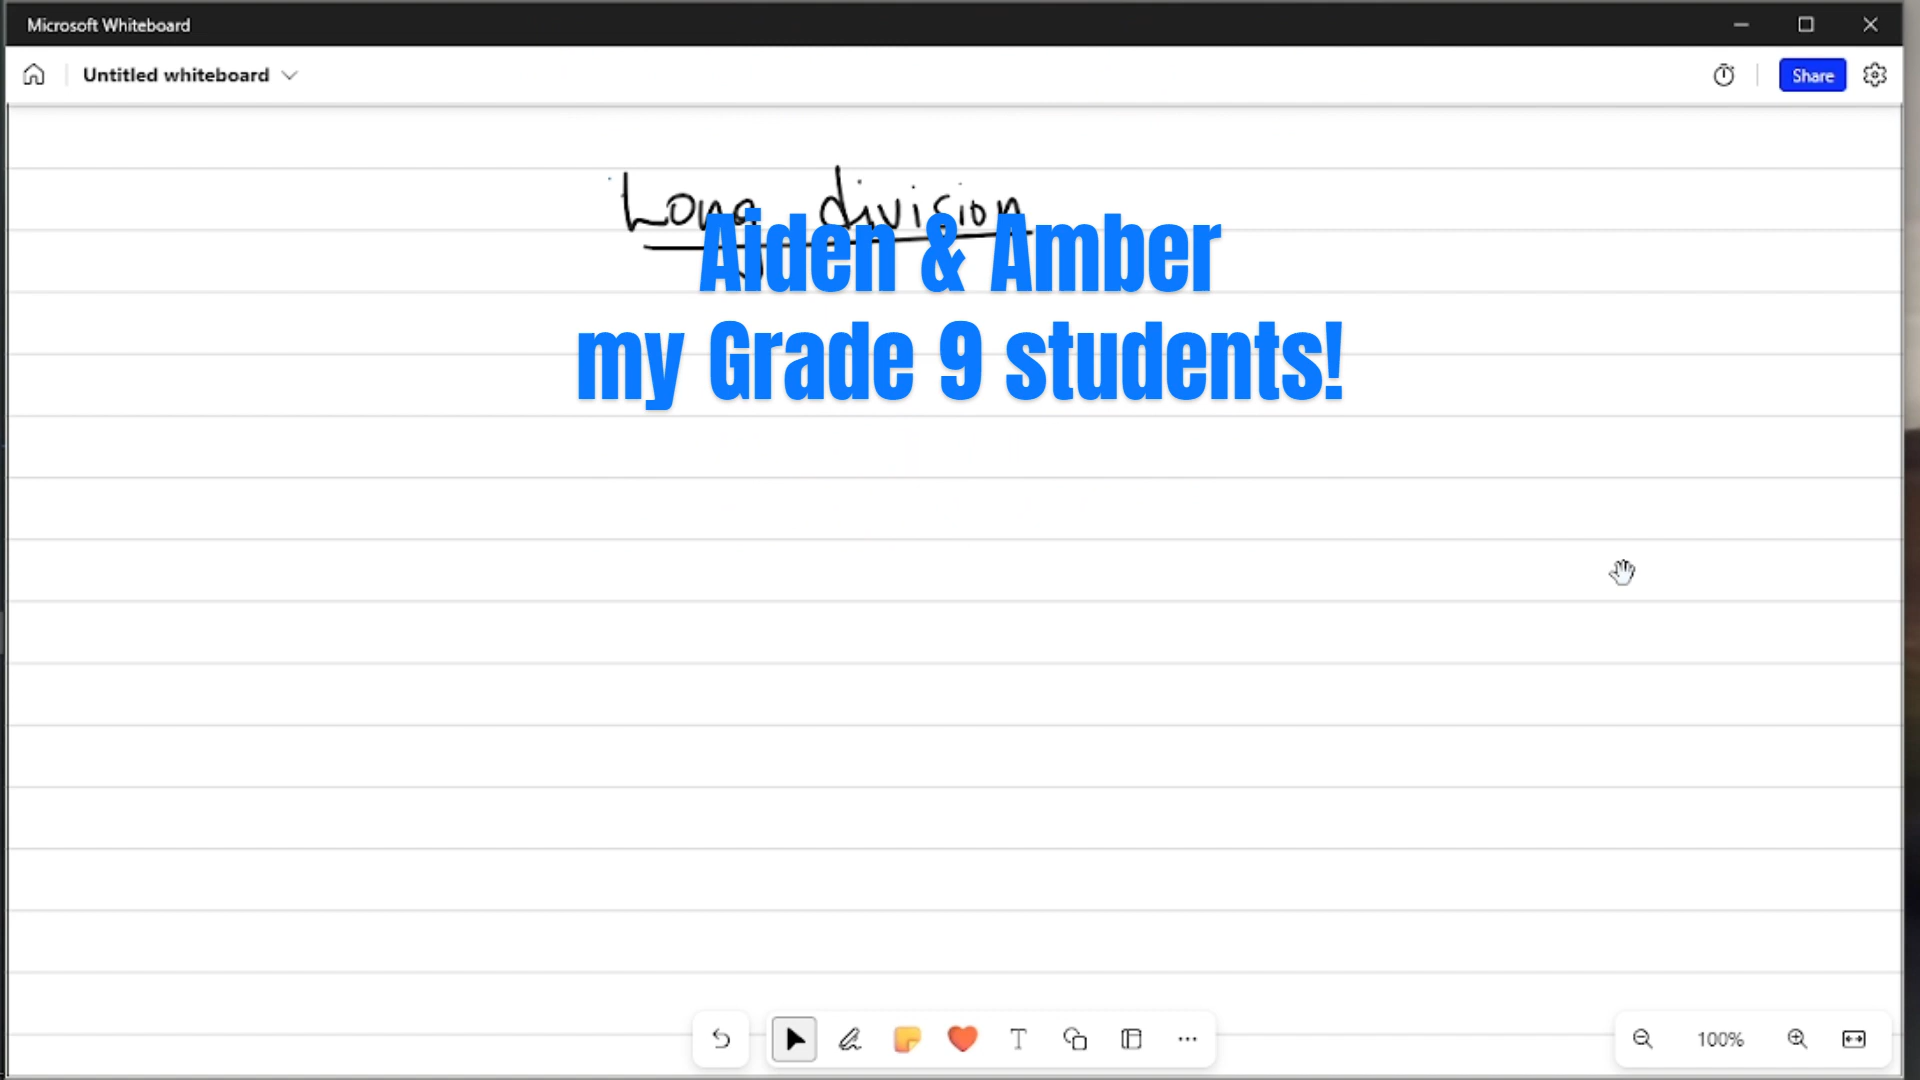 Microsoft Whiteboard
Untitled whiteboard
Share
Long division
Aiden & Amber
my Grade 9 students!
T
100%